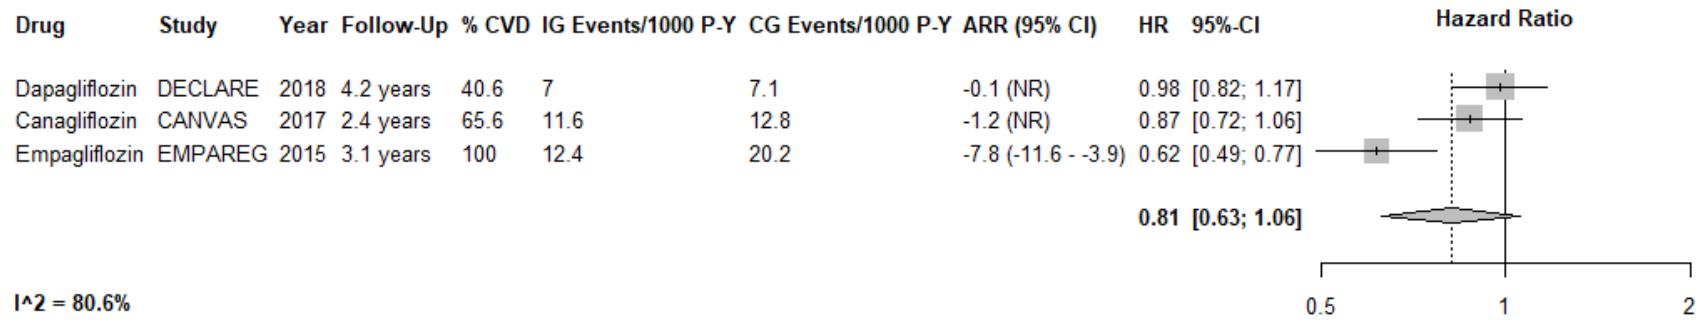 Drug Study Year Follow-Up % CVD IG Events/1000 P-Y CG Events/1000 P-Y ARR (95% CI) HR 95%-CI Hazard Ratio
Dapagliflozin DECLARE 2018 4.2 years 40.6 7 7.1 -0.1 (NR) 0.98 [0.82; 1.17]
Canagliflozin CANVAS 2017 2.4 years 65.6 11.6 12.8 -1.2 (NR) 0.87 [0.72; 1.06]
Empagliflozin EMPAREG 2015 3.1 years 100 12.4 20.2 -7.8 (-11.6 - -3.9) 0.62 [0.49; 0.77]
0.81 [0.63; 1.06]
I^2 = 80.6%
0.5 1 2